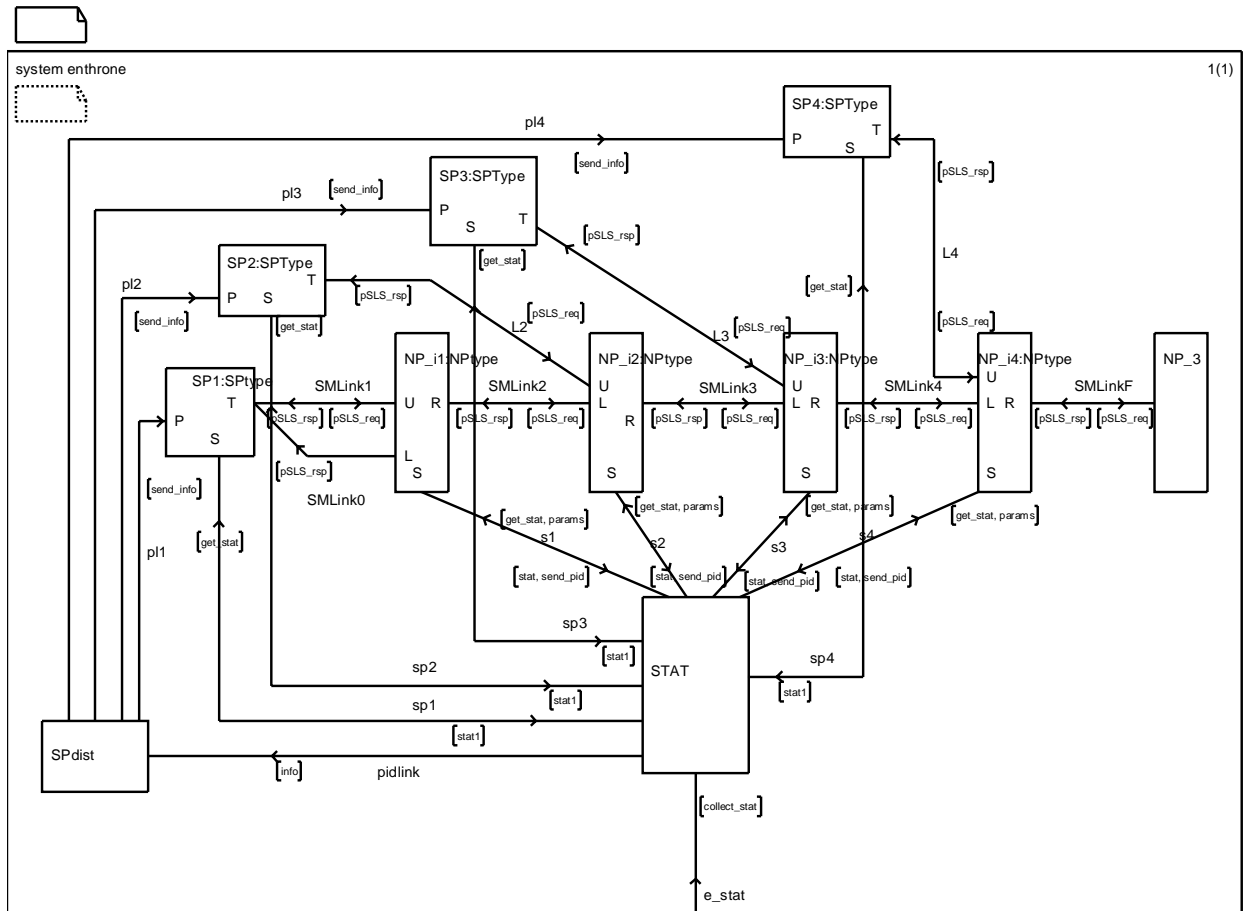 system enthrone
1(1)
SP4:SPType
P
T
S
pl4
[send_info]
[pSLS_rsp]
SP3:SPType
P
T
S
pl3
[send_info]
[pSLS_rsp]
[get_stat]
L4
SP2:SPType
T
P
S
pl2
[send_info]
[pSLS_rsp]
[get_stat]
[get_stat]
L2
[pSLS_req]
L3
[pSLS_req]
[pSLS_req]
NP_i1:NPtype
NP_i2:NPtype
NP_i3:NPtype
NP_i4:NPtype
NP_3
SP1:SPtype
T
P
S
SMLink1
SMLink2
SMLink3
SMLink4
SMLinkF
U
R
U
L
R
U
L
R
U
L
R
[pSLS_rsp]
[pSLS_req]
[pSLS_rsp]
[pSLS_req]
[pSLS_rsp]
[pSLS_req]
[pSLS_rsp]
[pSLS_req]
[pSLS_rsp]
[pSLS_req]
L
S
S
S
S
[pSLS_rsp]
SMLink0
[send_info]
[get_stat, params]
[get_stat, params]
[get_stat, params]
[get_stat, params]
[get_stat]
pl1
s1
s2
s3
s4
[stat, send_pid]
[stat, send_pid]
[stat, send_pid]
[stat, send_pid]
sp3
[stat1]
STAT
sp4
[stat1]
sp2
[stat1]
sp1
[stat1]
SPdist
[info]
pidlink
[collect_stat]
e_stat